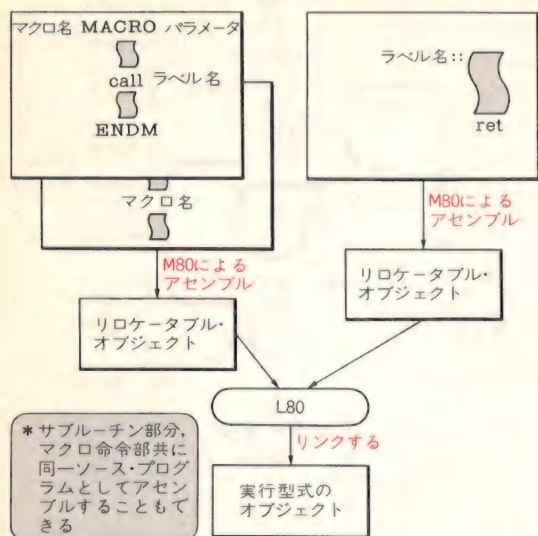 マクロ名 MACRO パラメータ
call ラベル名
ENDM
マクロ名
M80による
アセンブル
リロケータブル・
オブジェクト
ラベル名::
ret
M80による
アセンブル
リロケータブル・
オブジェクト
L80
リンクする
実行型式の
オブジェクト
* サブルーチン部分,
マクロ命令部共に
同一ソース・プログ
ラムとしてアセン
ブルすることもで
きる